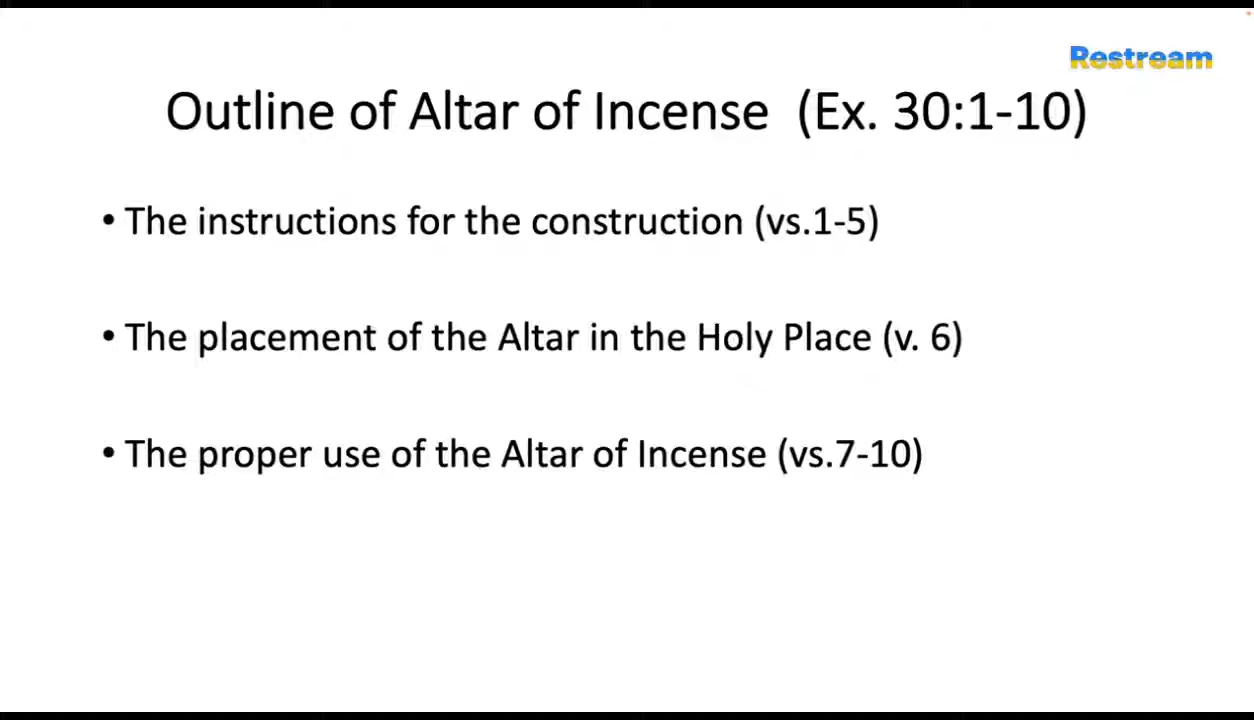 Restream
Outline of Altar of Incense (Ex. 30:1-10)
• The instructions for the construction (vs.1-5)
• The placement of the Altar in the Holy Place (v. 6)
• The proper use of the Altar of Incense (vs.7-10)